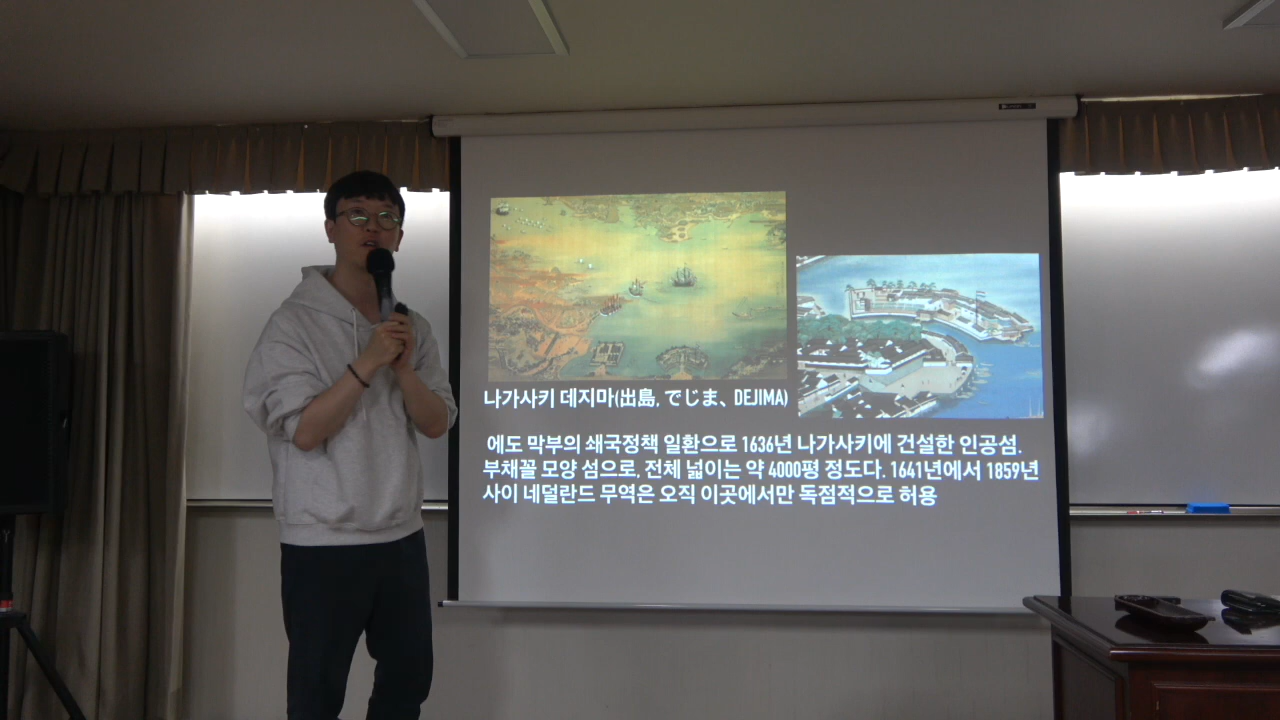 나가사키 데지마(出島, でじま、 DEJIMA)
에도 막부의 쇄국정책 일환으로 1636년 나가사키에 건설한 인공섬.
부채꼴 모양 섬으로, 전체 넓이는 약 4000평 정도다. 1641년에서 1859년
사이 네덜란드 무역은 오직 이곳에서만 독점적으로 허용